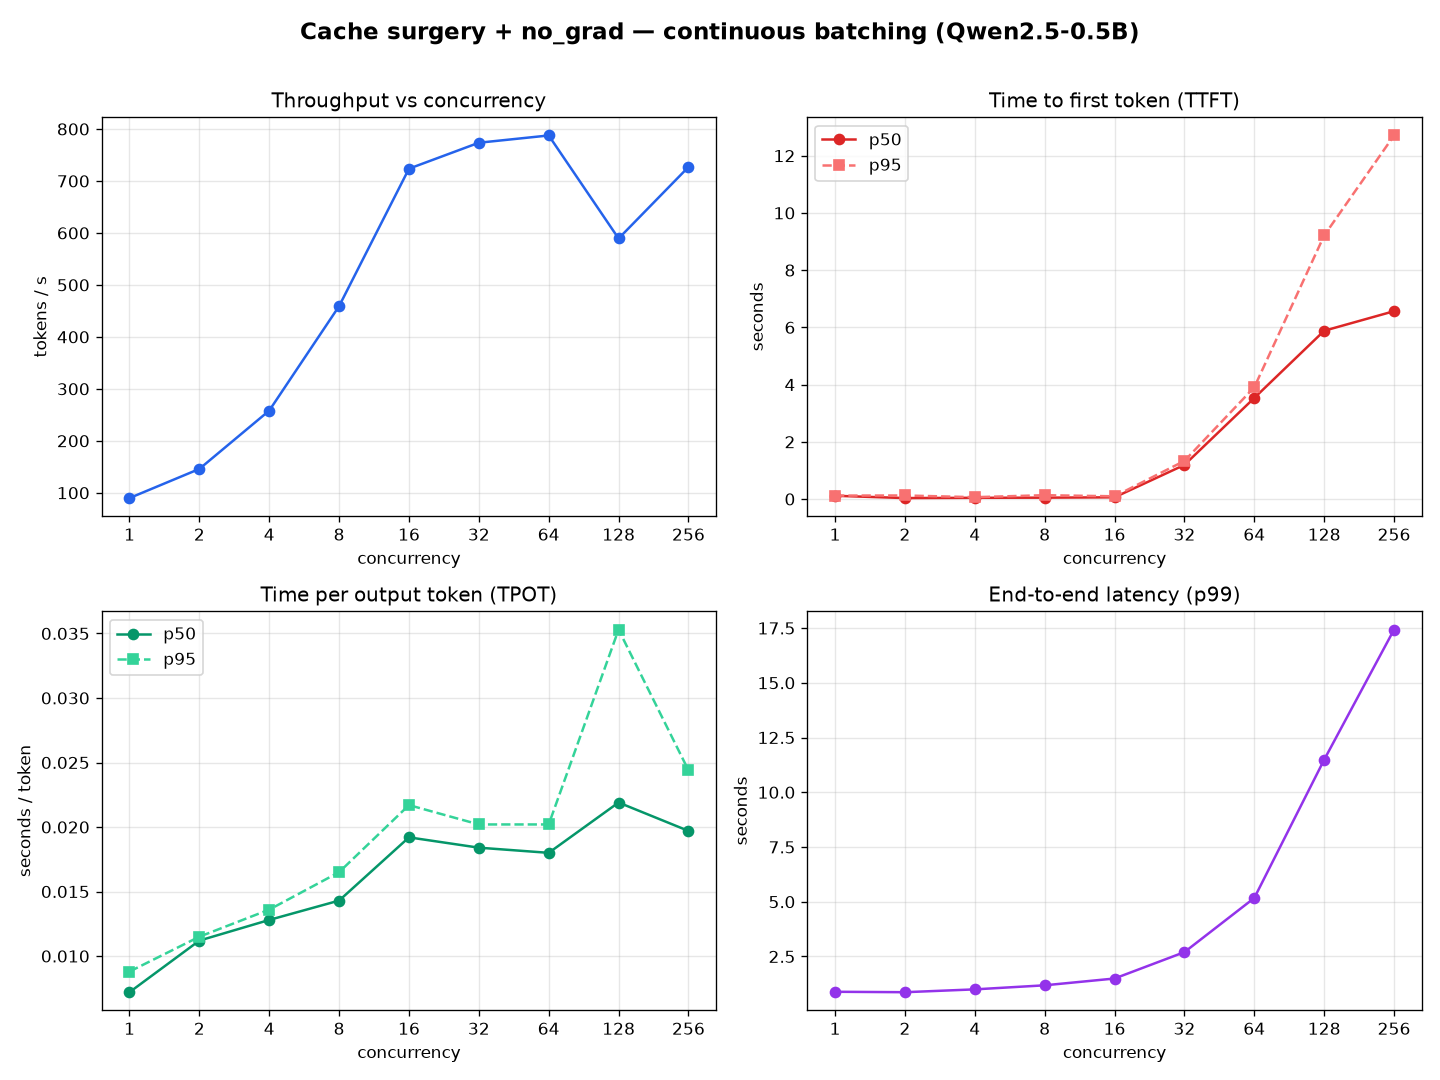 Cache surgery + no_grad — continuous batching (Qwen2.5-0.5B)
Throughput vs concurrency
tokens / s
800
700
600
500
400
300
200
100
1 2 4 8 16 32 64 128 256
concurrency
Time to first token (TTFT)
p50
p95
seconds
12
10
8
6
4
2
0
1 2 4 8 16 32 64 128 256
concurrency
Time per output token (TPOT)
p50
p95
seconds / token
0.035
0.030
0.025
0.020
0.015
0.010
1 2 4 8 16 32 64 128 256
concurrency
End-to-end latency (p99)
seconds
17.5
15.0
12.5
10.0
7.5
5.0
2.5
1 2 4 8 16 32 64 128 256
concurrency